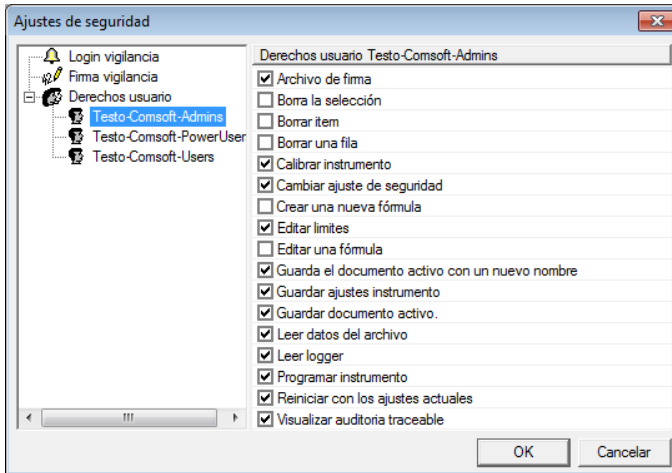 Ajustes de seguridad
Login vigilancia
Firma vigilancia
Derechos usuario
Testo-Comsoft-Admins
Testo-Comsoft-PowerUser
Testo-Comsoft-Users
Derechos usuario Testo-Comsoft-Admins
Archivo de firma
Borra la selección
Borrar item
Borrar una fila
Calibrar instrumento
Cambiar ajuste de seguridad
Crear una nueva fórmula
Editar limites
Editar una fórmula
Guarda el documento activo con un nuevo nombre
Guardar ajustes instrumento
Guardar documento activo.
Leer datos del archivo
Leer logger
Programar instrumento
Reiniciar con los ajustes actuales
Visualizar auditoria traceable
OK
Cancelar